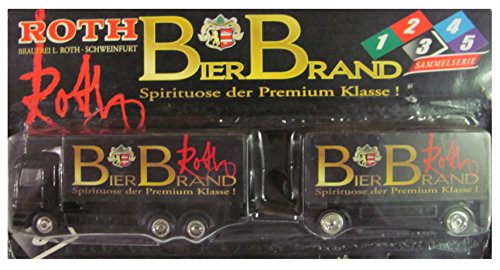 ROTH
BRAUEREI L. ROTH · SCHWEINFURT
Roth
BIERBRAND
Spirituose der Premium Klasse !
1 2 3 4 5
SAMMELSERIE
BIERBRAND
Roth
Spirituose der Premium Klasse !
BIERBRAND
Roth
Spirituose der Premium Klasse !